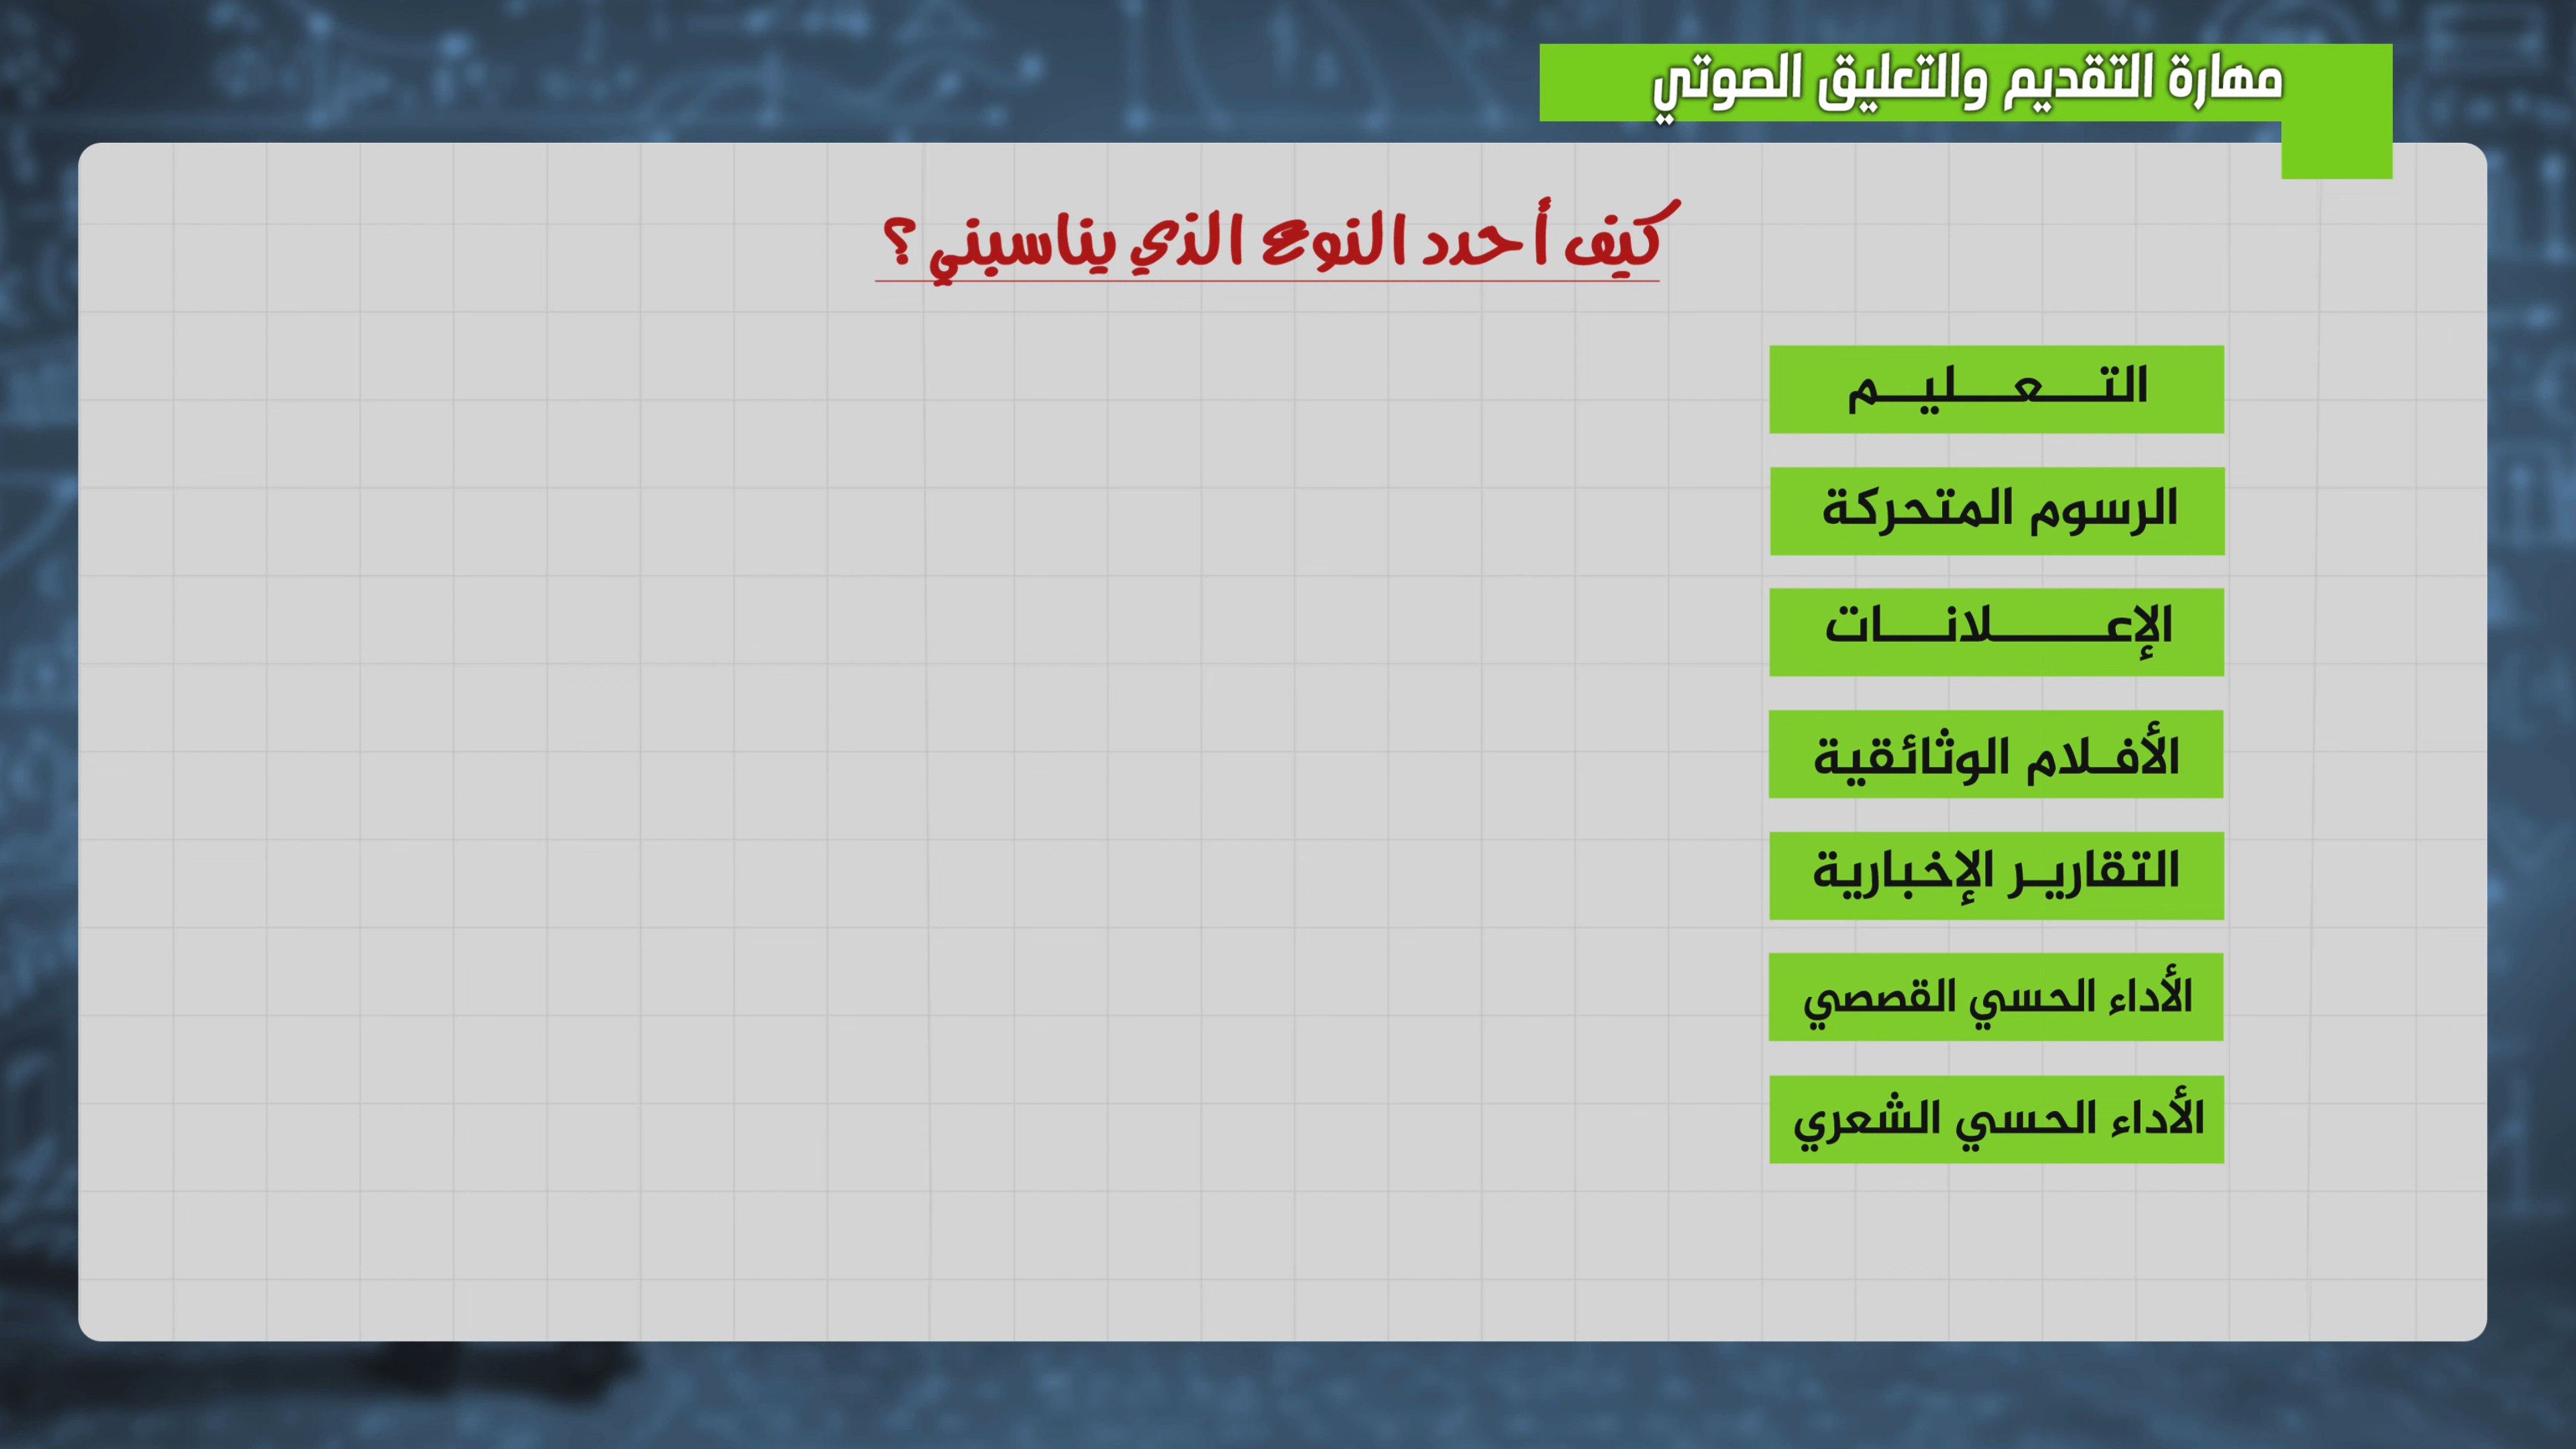 مهارة التقديم والتعليق الصوتي
كيف أحدد النوع الذي يناسبني ؟
التعليم
الرسوم المتحركة
الإعلانات
الأفلام الوثائقية
التقارير الإخبارية
الأداء الحسي القصصي
الأداء الحسي الشعري